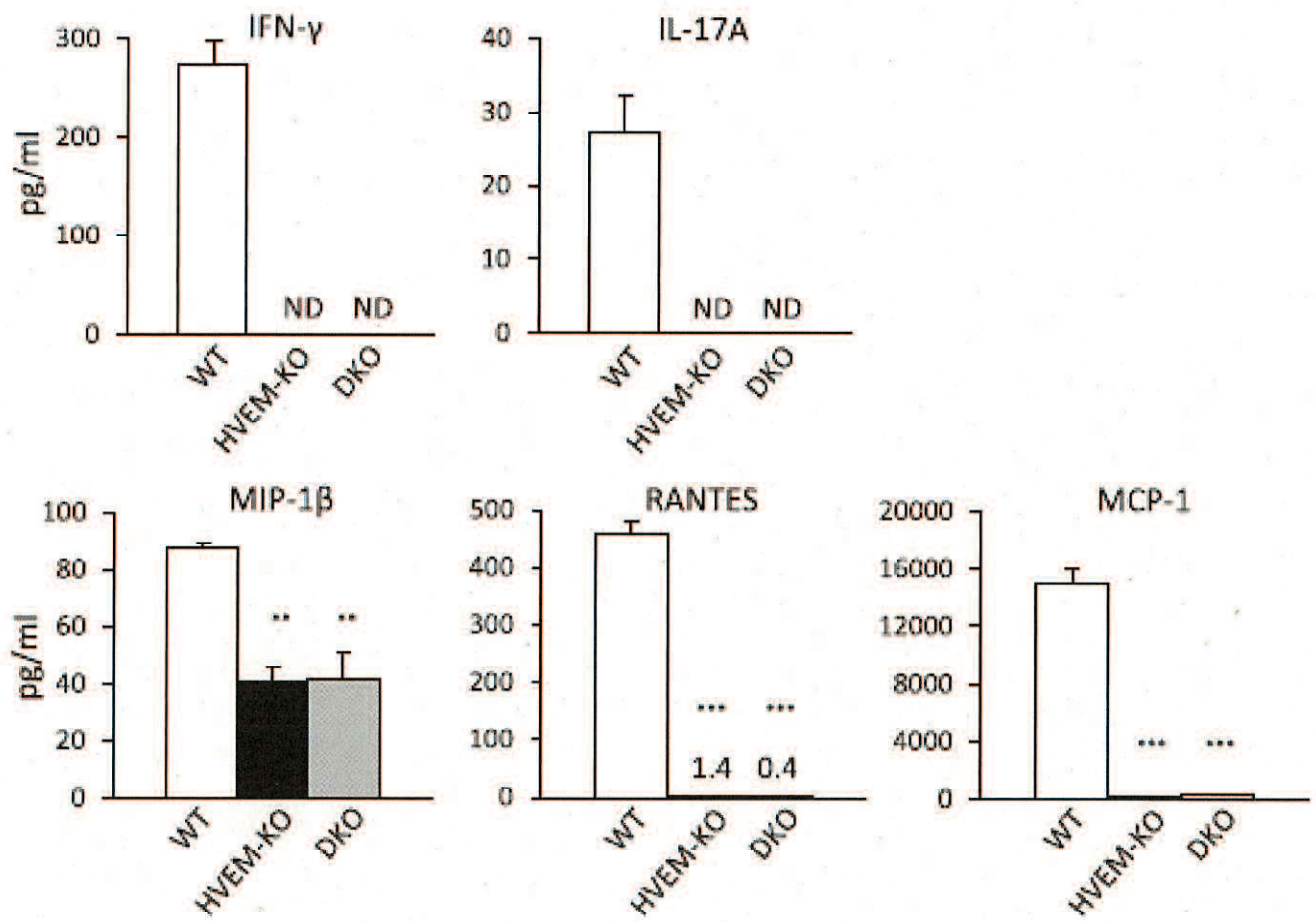 IFN-γ
300
200
100
0
pg/ml
ND ND
WT
HVEM-KO
DKO
IL-17A
40
30
20
10
0
ND ND
WT
HVEM-KO
DKO
MIP-1β
100
80
60
40
20
0
pg/ml
** **
WT
HVEM-KO
DKO
RANTES
500
400
300
200
100
0
*** ***
1.4 0.4
WT
HVEM-KO
DKO
MCP-1
20000
16000
12000
8000
4000
0
*** ***
WT
HVEM-KO
DKO